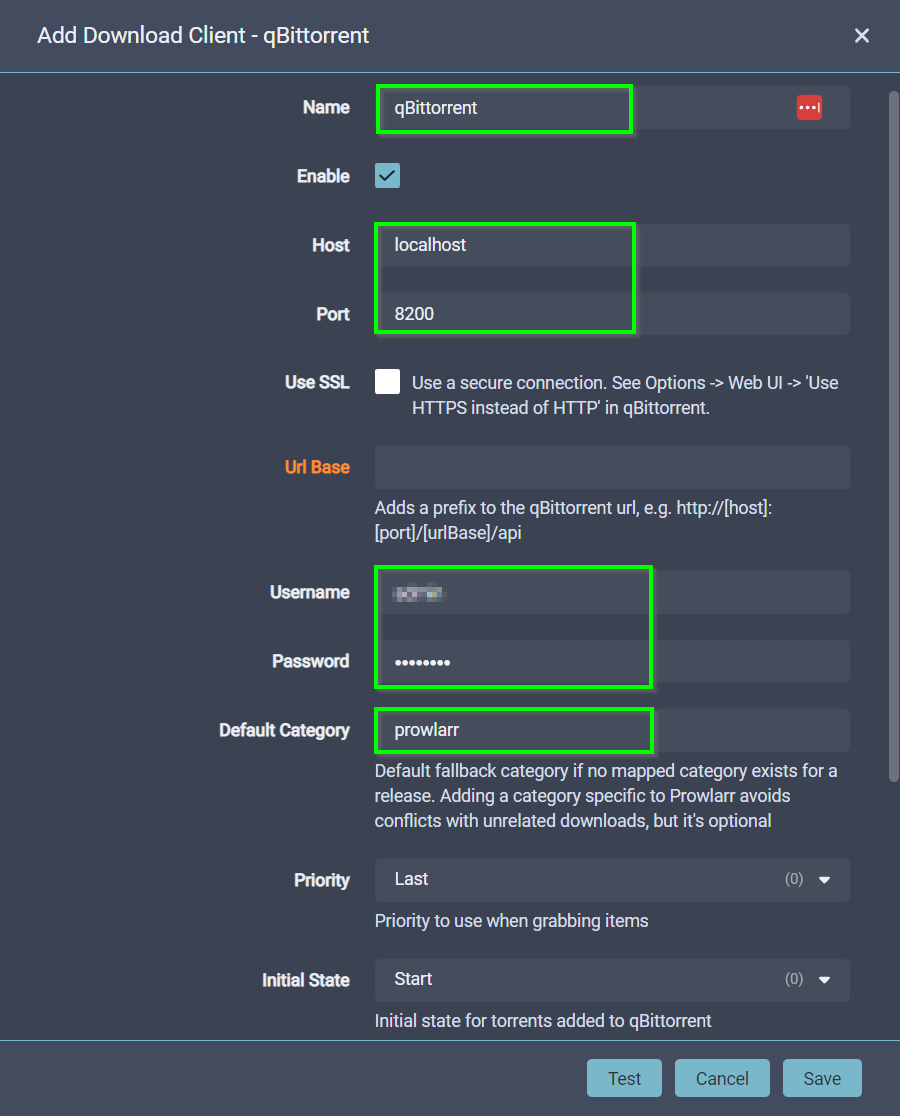 Add Download Client - qBittorrent
Name
qBittorrent
Enable
Host
localhost
Port
8200
Use SSL
Use a secure connection. See Options -> Web UI -> 'Use
HTTPS instead of HTTP' in qBittorrent.
Url Base
Adds a prefix to the qBittorrent url, e.g. http://[host]:
[port]/[urlBase]/api
Username
Password
••••••••
Default Category
prowlarr
Default fallback category if no mapped category exists for a
release. Adding a category specific to Prowlarr avoids
conflicts with unrelated downloads, but it's optional
Priority
Last (0)
Priority to use when grabbing items
Initial State
Start (0)
Initial state for torrents added to qBittorrent
Test Cancel Save